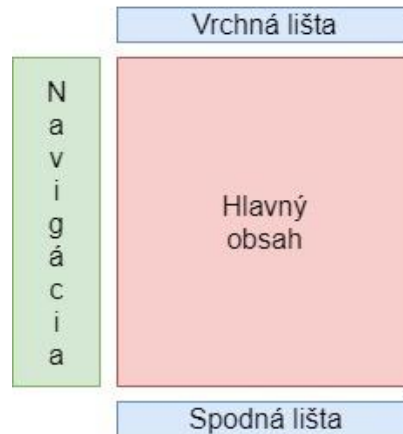 Vrchná lišta
N
a
v
i
g
á
c
i
a
Hlavný
obsah
Spodná lišta